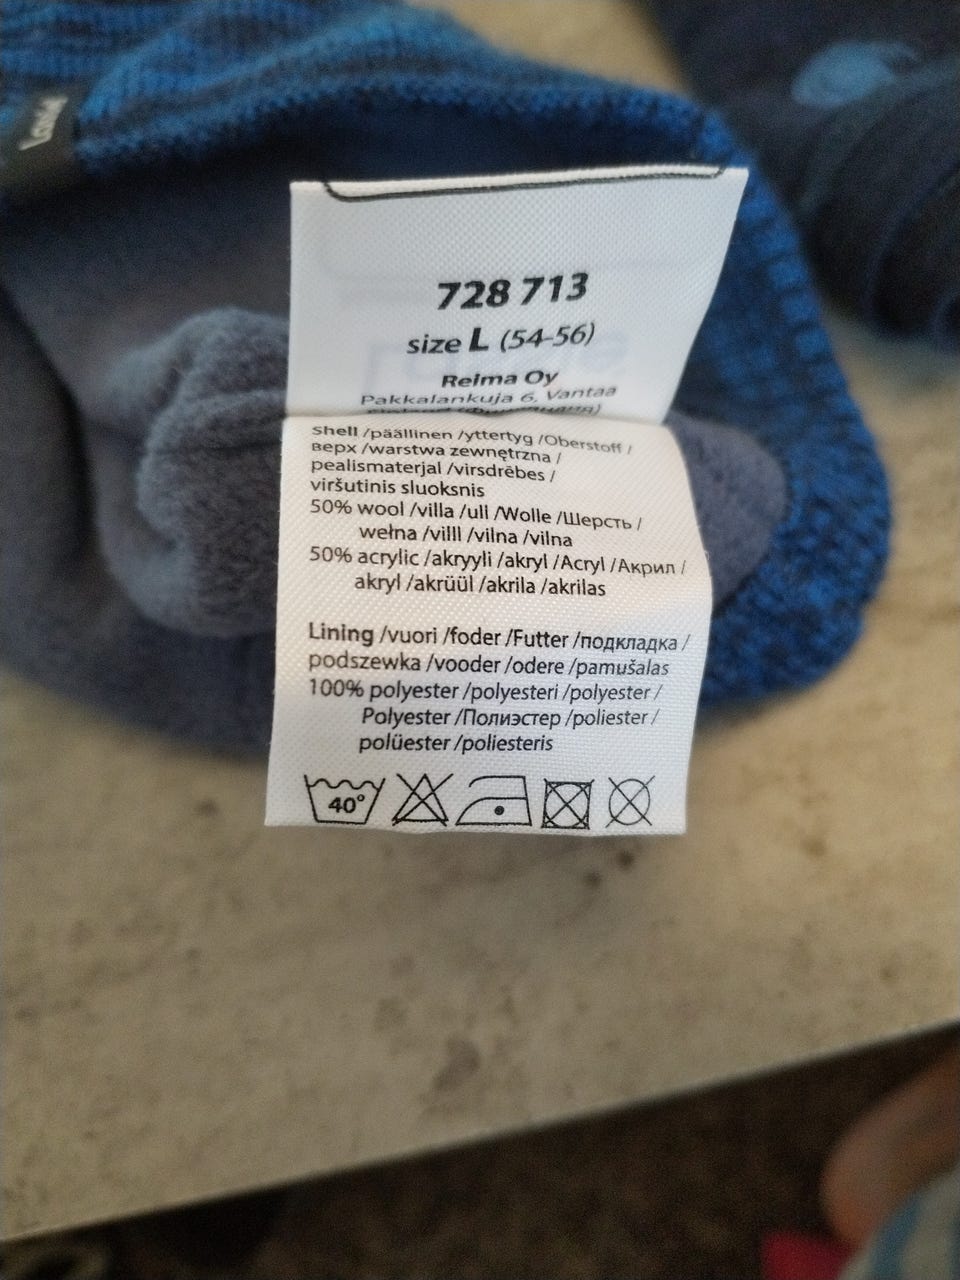 Lassie
728 713
size L (54-56)
Reima Oy
Pakkalankuja 6, Vantaa
Shell /päällinen /yttertyg /Oberstoff /
верх /warstwa zewnętrzna /
pealismaterjal /virsdrēbes /
viršutinis sluoksnis
50% wool /villa /ull /Wolle /Шерсть /
wełna /villl /vilna /vilna
50% acrylic /akryyli /akryl /Acryl /Акрил /
akryl /akrüül /akrila /akrilas
Lining /vuori /foder /Futter /подкладка /
podszewka /vooder /odere /pamušalas
100% polyester /polyesteri /polyester /
Polyester /Полиэстер /poliester /
polüester /poliesteris
40°